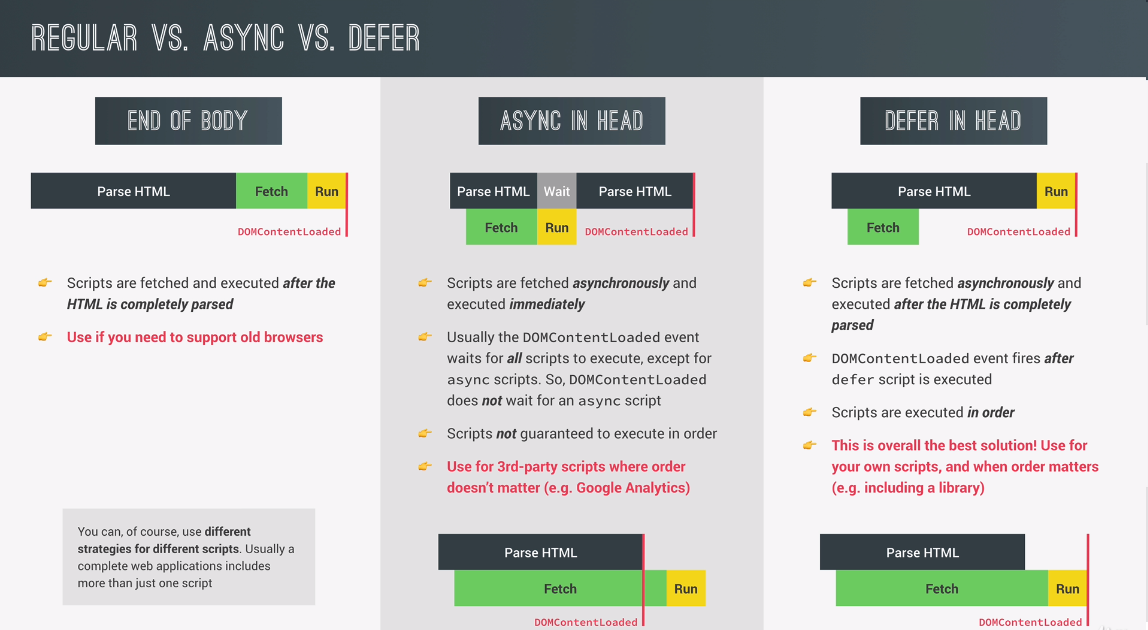 REGULAR VS. ASYNC VS. DEFER
END OF BODY
Parse HTML Fetch Run
DOMContentLoaded
Scripts are fetched and executed after the
HTML is completely parsed
Use if you need to support old browsers
You can, of course, use different
strategies for different scripts. Usually a
complete web applications includes
more than just one script
ASYNC IN HEAD
Parse HTML Wait Parse HTML
Fetch Run DOMContentLoaded
Scripts are fetched asynchronously and
executed immediately
Usually the DOMContentLoaded event
waits for all scripts to execute, except for
async scripts. So, DOMContentLoaded
does not wait for an async script
Scripts not guaranteed to execute in order
Use for 3rd-party scripts where order
doesn't matter (e.g. Google Analytics)
Parse HTML
Fetch Run
DOMContentLoaded
DEFER IN HEAD
Parse HTML Run
Fetch DOMContentLoaded
Scripts are fetched asynchronously and
executed after the HTML is completely
parsed
DOMContentLoaded event fires after
defer script is executed
Scripts are executed in order
This is overall the best solution! Use for
your own scripts, and when order matters
(e.g. including a library)
Parse HTML
Fetch Run
DOMContentLoaded